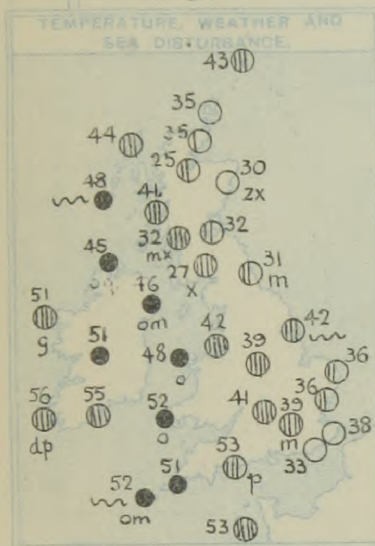 TEMPERATURE, WEATHER AND
SEA DISTURBANCE.
43
35
44 35
25
48 30
zx
41
32 32
mx
45 27 31
x m
51 46
g om
42 42
51 48 39
o 36
36
56 55 52 41 39
dp o m 38
33
53
p
52 51
om
53